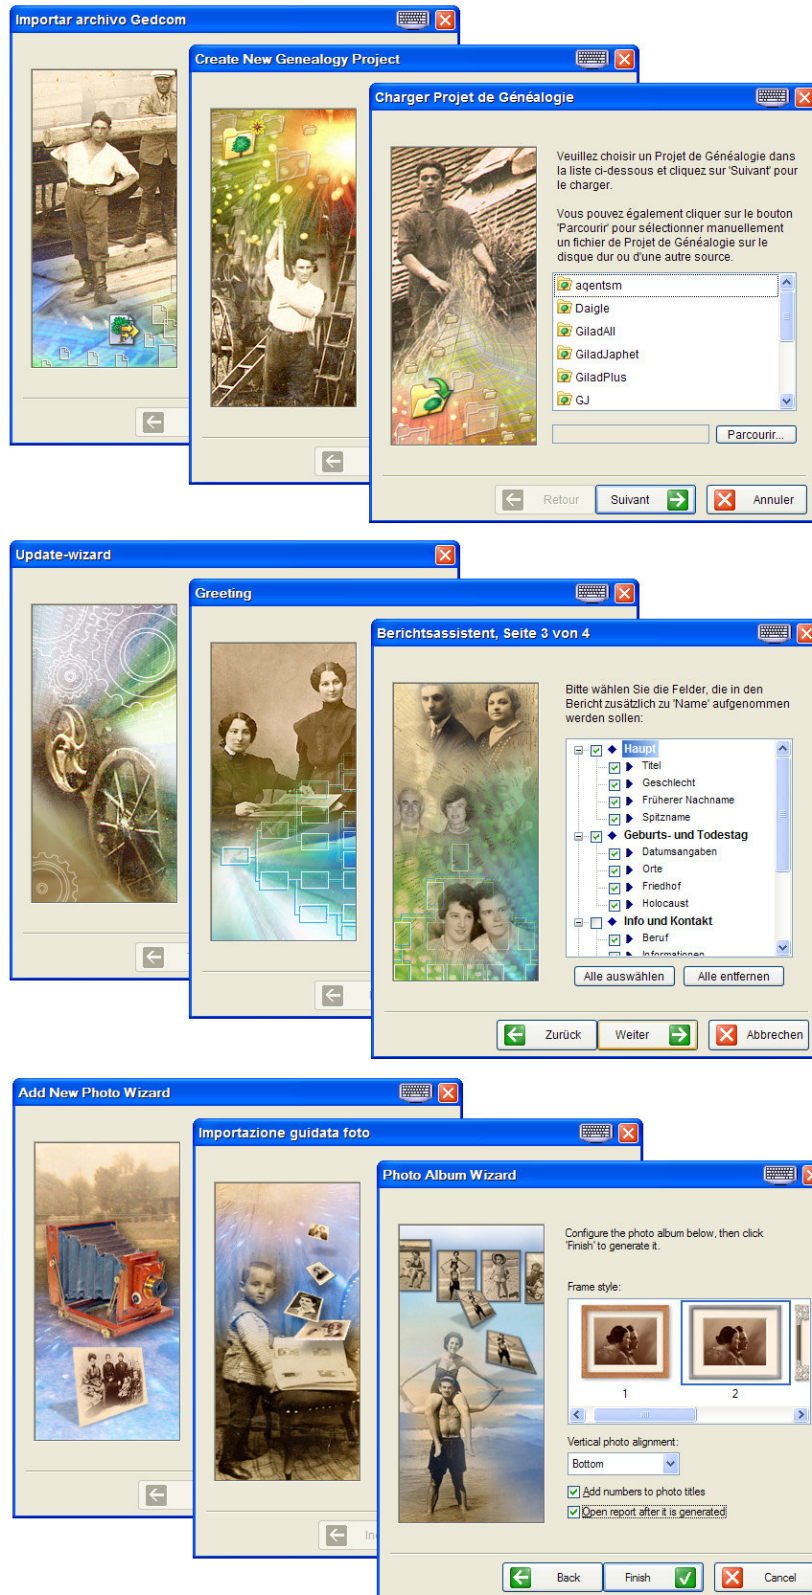 Importar archivo Gedcom
Create New Genealogy Project
Charger Projet de Généalogie
Veuillez choisir un Projet de Généalogie dans
la liste ci-dessous et cliquez sur 'Suivant' pour
le charger.
Vous pouvez également cliquer sur le bouton
'Parcourir' pour sélectionner manuellement
un fichier de Projet de Généalogie sur le
disque dur ou d'une autre source.
aqentsm
Daigle
GiladAll
GiladJaphet
GiladPlus
GJ
Parcourir...
Retour
Suivant
Annuler
Update-wizard
Greeting
Berichtsassistent, Seite 3 von 4
Bitte wählen Sie die Felder, die in den
Bericht zusätzlich zu 'Name' aufgenommen
werden sollen:
Haupt
Titel
Geschlecht
Früherer Nachname
Spitzname
Geburts- und Todestag
Datumsangaben
Orte
Friedhof
Holocaust
Info und Kontakt
Beruf
Informationen
Alle auswählen
Alle entfernen
Zurück
Weiter
Abbrechen
Add New Photo Wizard
Importazione guidata foto
Photo Album Wizard
Configure the photo album below, then click
'Finish' to generate it.
Frame style:
1
2
Vertical photo alignment:
Bottom
Add numbers to photo titles
Open report after it is generated
Back
Finish
Cancel